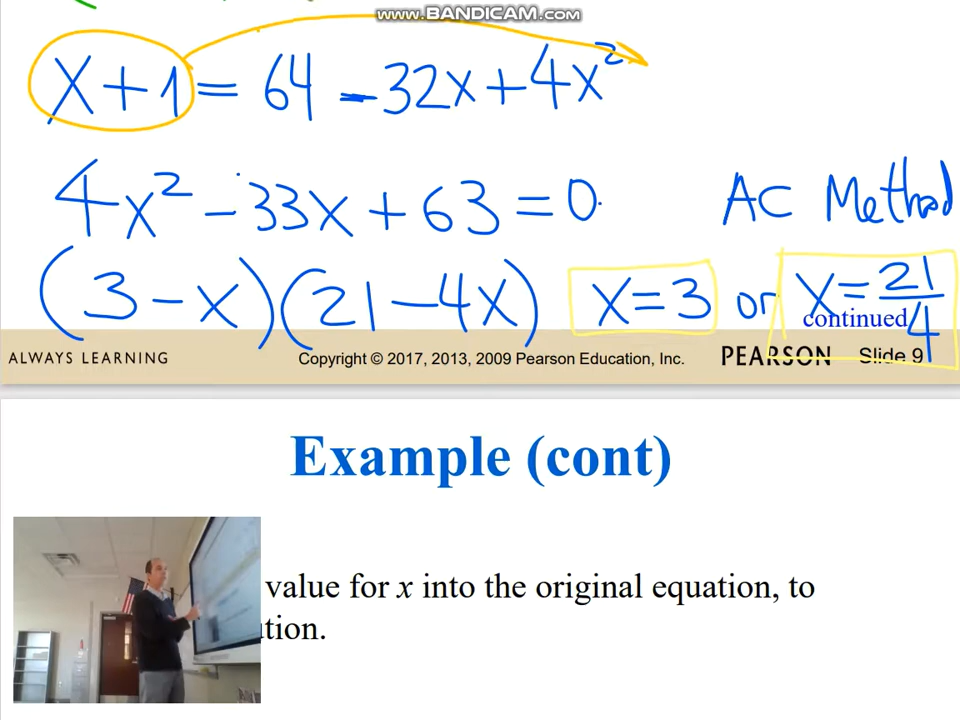 www.BANDICAM.com
x + 1 = 64 - 32x + 4x²
4x² - 33x + 63 = 0 AC Method
(3 - x)(21 - 4x) x = 3 or x = 21/4
continued
ALWAYS LEARNING Copyright © 2017, 2013, 2009 Pearson Education, Inc. PEARSON Slide 9
Example (cont)
value for x into the original equation, to